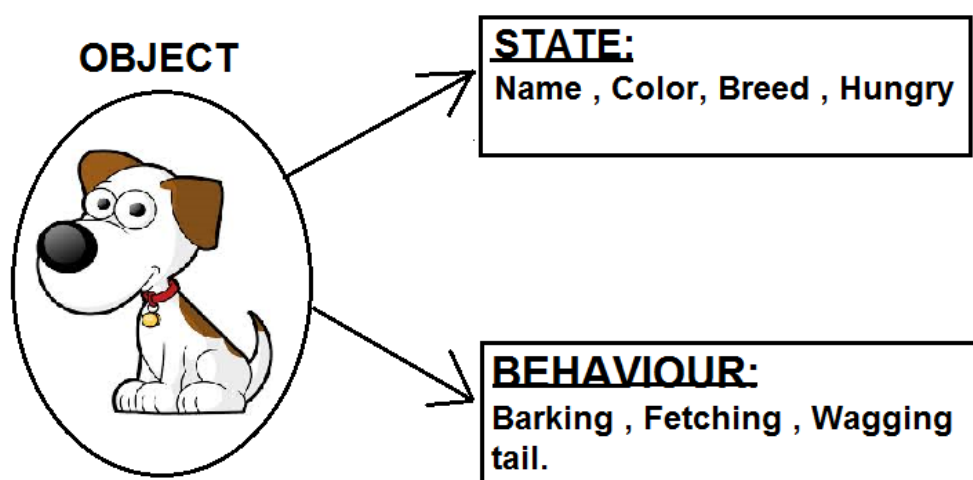 OBJECT
STATE:
Name , Color, Breed , Hungry
BEHAVIOUR:
Barking , Fetching , Wagging
tail.